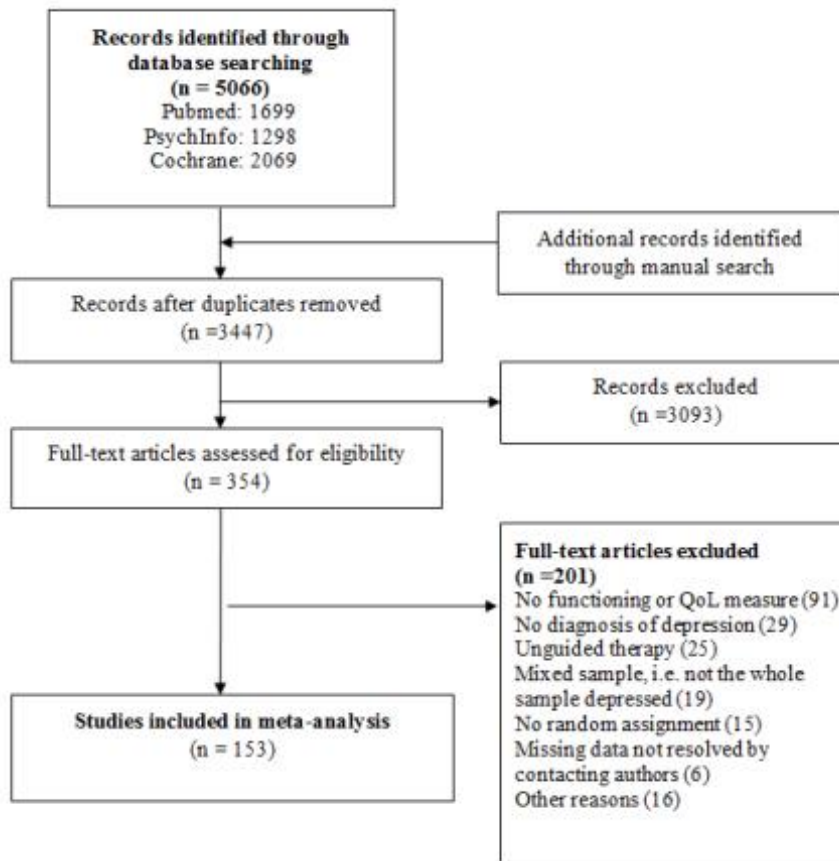 Records identified through
database searching
(n = 5066)
Pubmed: 1699
PsychInfo: 1298
Cochrane: 2069
Additional records identified
through manual search
Records after duplicates removed
(n =3447)
Records excluded
(n =3093)
Full-text articles assessed for eligibility
(n = 354)
Full-text articles excluded
(n =201)
No functioning or QoL measure (91)
No diagnosis of depression (29)
Unguided therapy (25)
Mixed sample, i.e. not the whole
sample depressed (19)
No random assignment (15)
Missing data not resolved by
contacting authors (6)
Other reasons (16)
Studies included in meta-analysis
(n = 153)